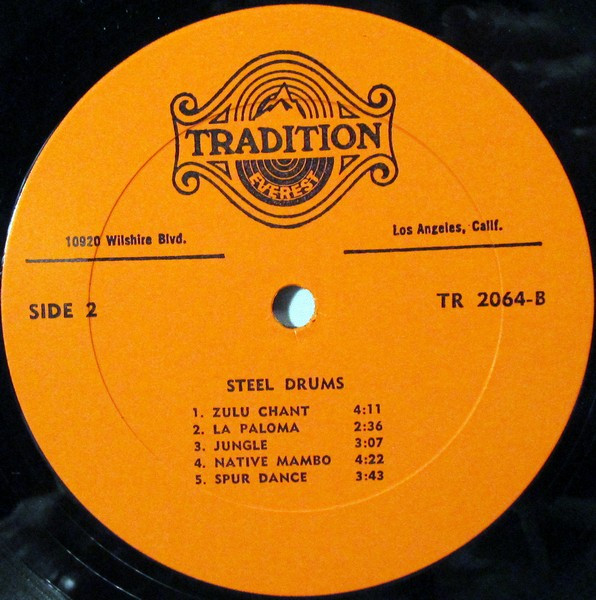 TRADITION
EVEREST
10920 Wilshire Blvd.
Los Angeles, Calif.
SIDE 2
TR 2064-B
STEEL DRUMS
1. ZULU CHANT 4:11
2. LA PALOMA 2:36
3. JUNGLE 3:07
4. NATIVE MAMBO 4:22
5. SPUR DANCE 3:43